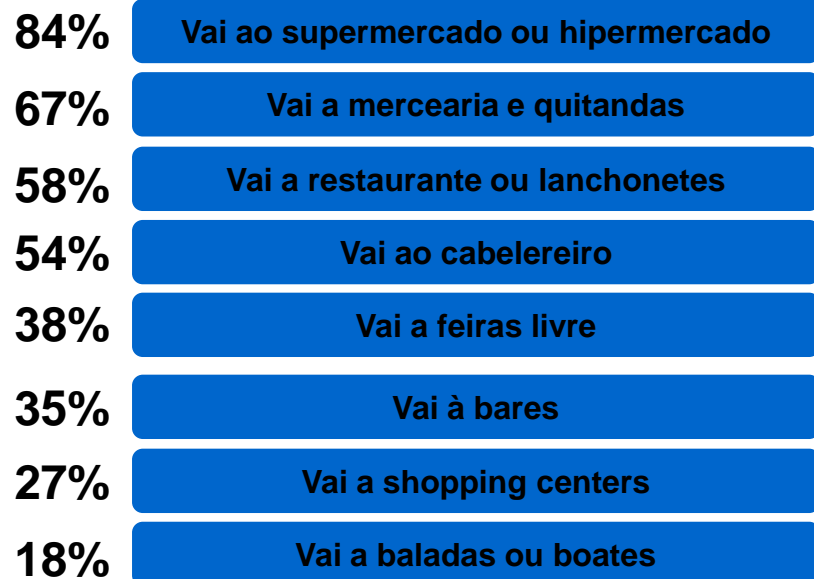 84% Vai ao supermercado ou hipermercado
67% Vai a mercearia e quitandas
58% Vai a restaurante ou lanchonetes
54% Vai ao cabelereiro
38% Vai a feiras livre
35% Vai à bares
27% Vai a shopping centers
18% Vai a baladas ou boates